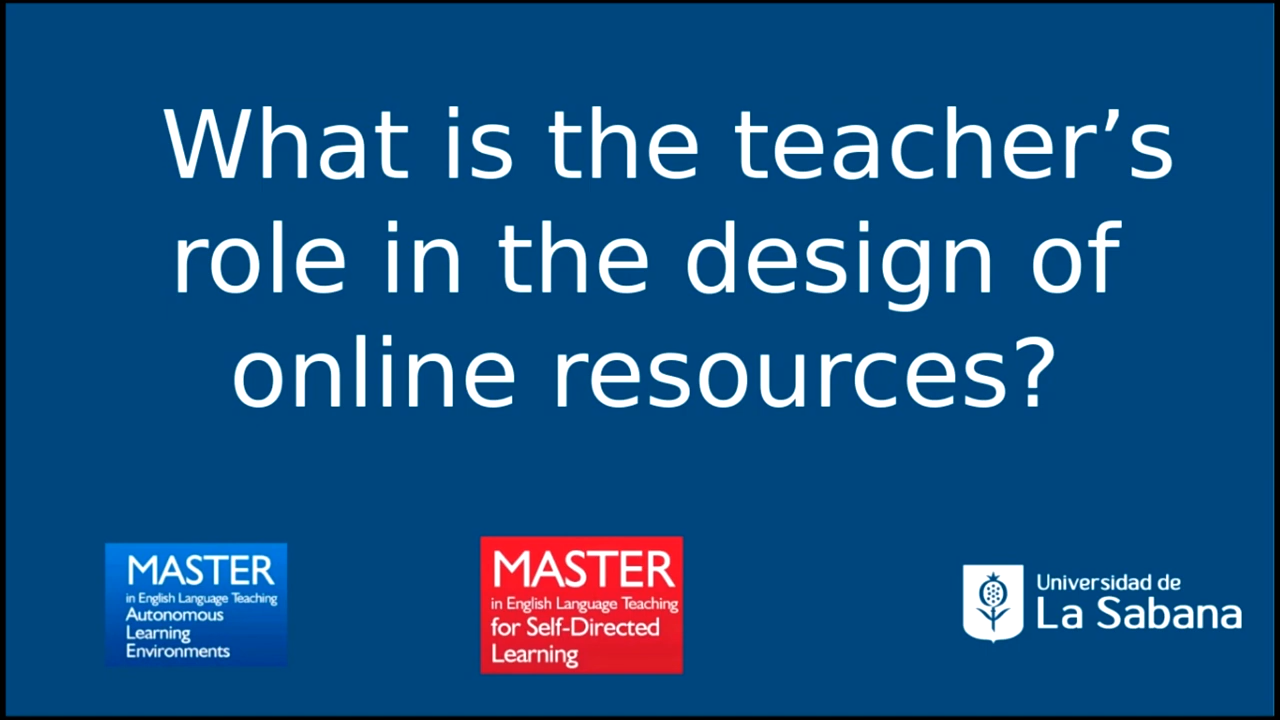 What is the teacher’s
role in the design of
online resources?
MASTER
in English Language Teaching
Autonomous
Learning
Environments
MASTER
in English Language Teaching
for Self-Directed
Learning
Universidad de
La Sabana